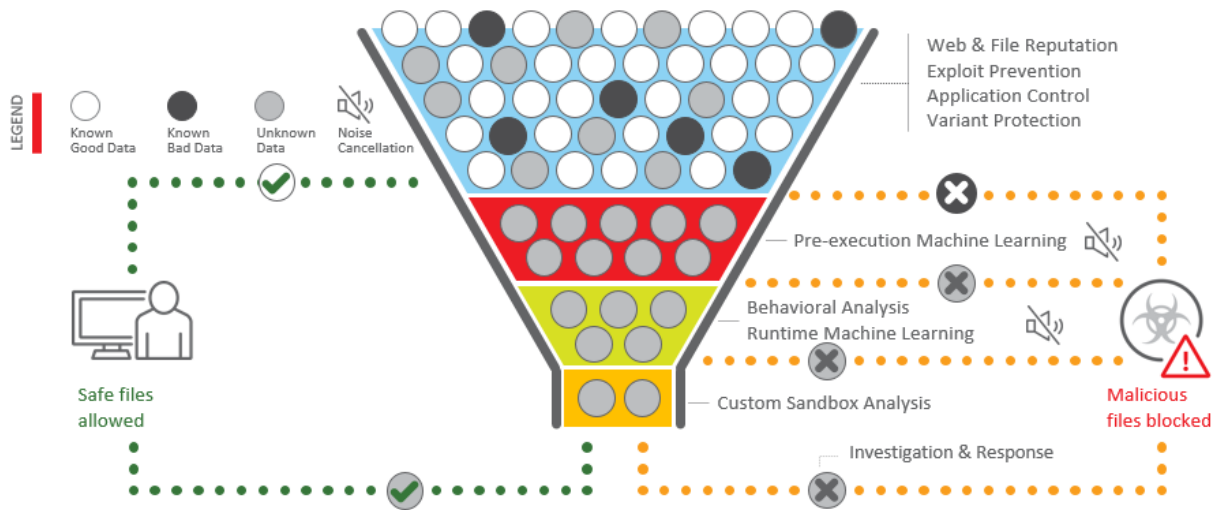 Web & File Reputation
Exploit Prevention
Application Control
Variant Protection
LEGEND
Known
Good Data
Known
Bad Data
Unknown
Data
Noise
Cancellation
Pre-execution Machine Learning
Behavioral Analysis
Runtime Machine Learning
Safe files
allowed
Custom Sandbox Analysis
Malicious
files blocked
Investigation & Response